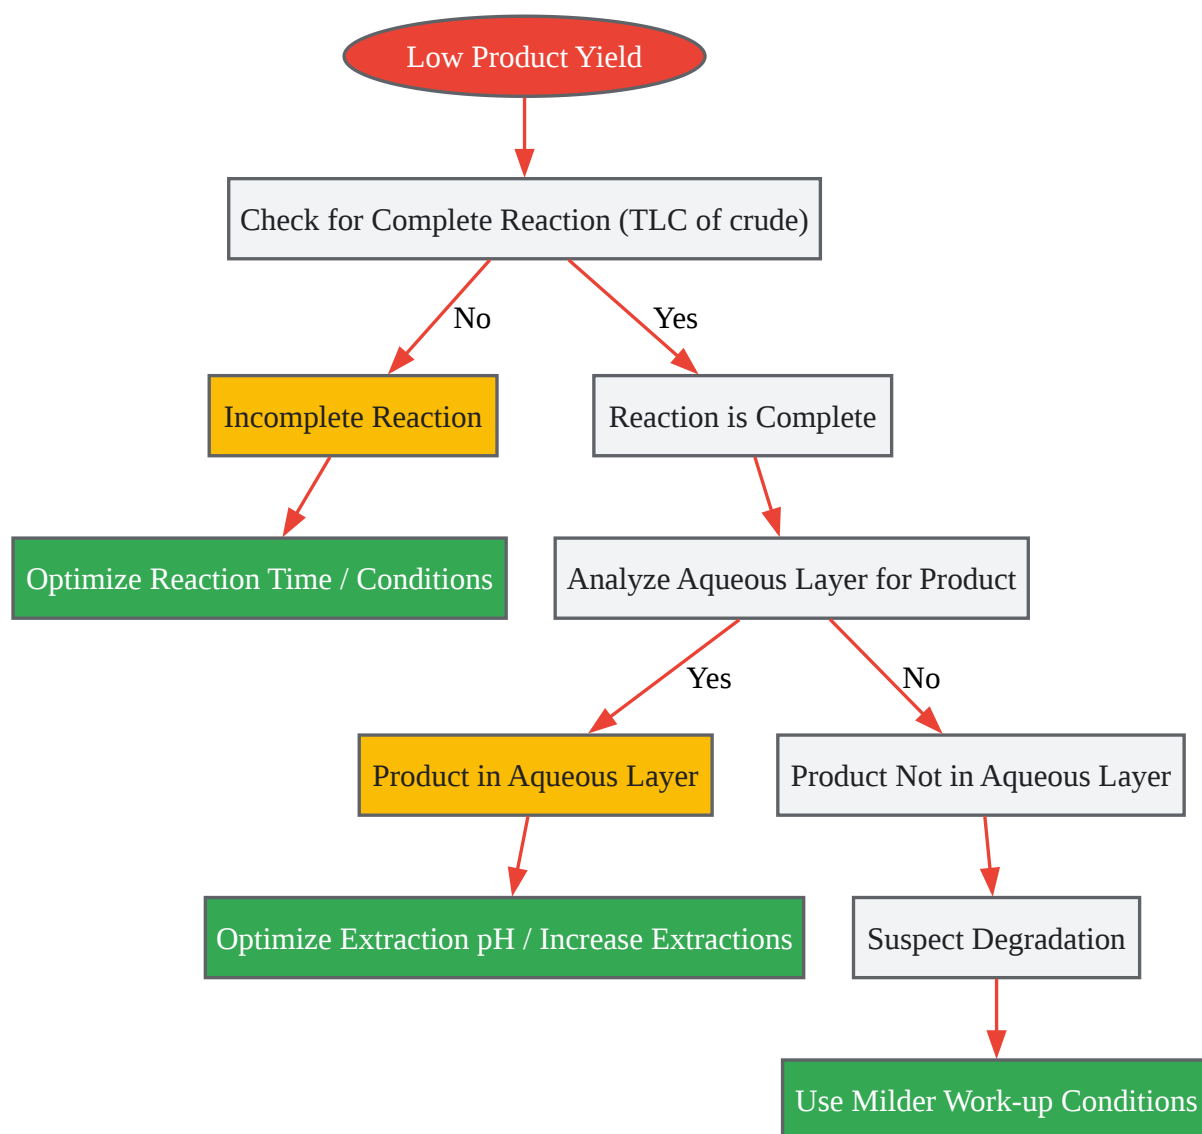 Low Product Yield
Check for Complete Reaction (TLC of crude)
No
Yes
Incomplete Reaction
Reaction is Complete
Optimize Reaction Time / Conditions
Analyze Aqueous Layer for Product
Yes
No
Product in Aqueous Layer
Product Not in Aqueous Layer
Optimize Extraction pH / Increase Extractions
Suspect Degradation
Use Milder Work-up Conditions